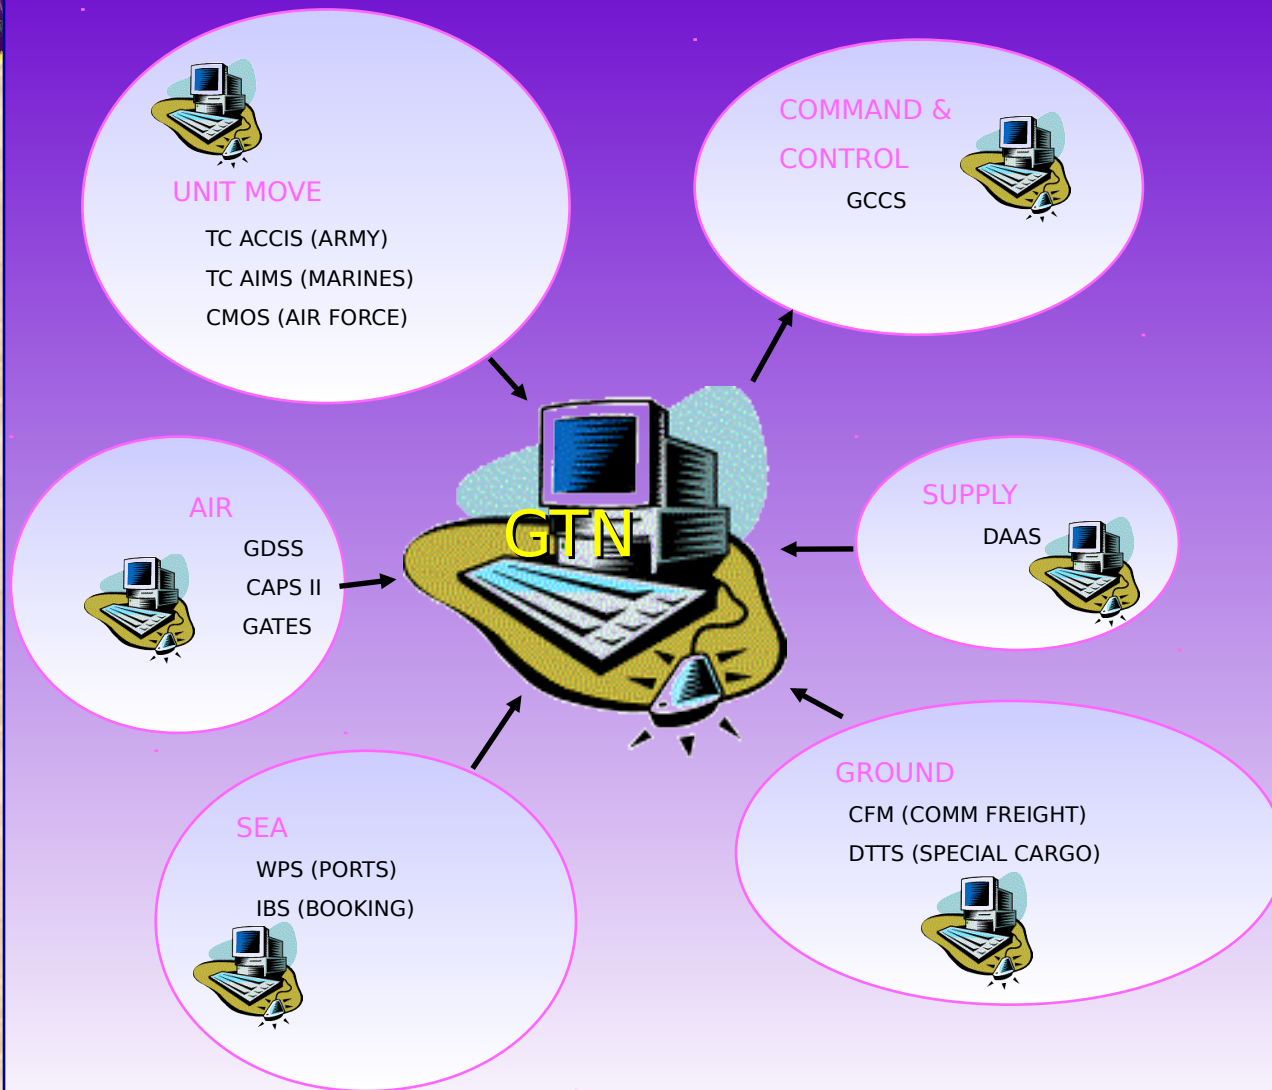 UNIT MOVE
TC ACCIS (ARMY)
TC AIMS (MARINES)
CMOS (AIR FORCE)
COMMAND &
CONTROL
GCCS
AIR
GDSS
CAPS II
GATES
GTN
SUPPLY
DAAS
SEA
WPS (PORTS)
IBS (BOOKING)
GROUND
CFM (COMM FREIGHT)
DTTS (SPECIAL CARGO)